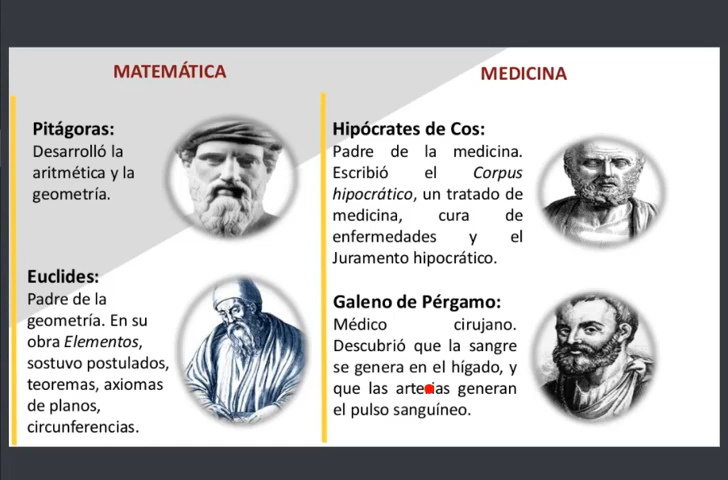 MATEMÁTICA
Pitágoras:
Desarrolló la
aritmética y la
geometría.
Euclides:
Padre de la
geometría. En su
obra Elementos,
sostuvo postulados,
teoremas, axiomas
de planos,
circunferencias.
MEDICINA
Hipócrates de Cos:
Padre de la medicina.
Escribió el Corpus
hipocrático, un tratado de
medicina, cura de
enfermedades y el
Juramento hipocrático.
Galeno de Pérgamo:
Médico cirujano.
Descubrió que la sangre
se genera en el hígado, y
que las arterias generan
el pulso sanguíneo.